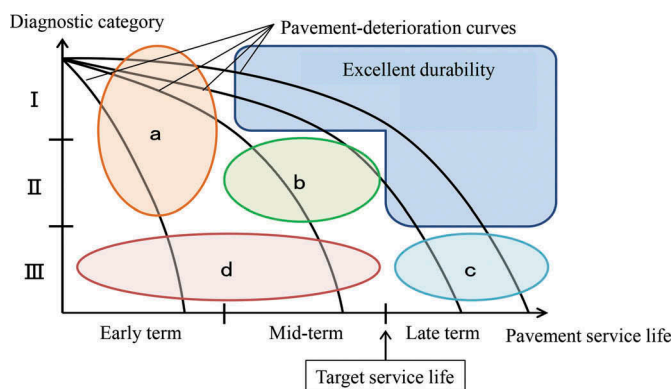 Diagnostic category
Pavement-deterioration curves
Excellent durability
Ⅰ
a
Ⅱ
b
Ⅲ
d
c
Early term
Mid-term
Late term
Pavement service life
Target service life